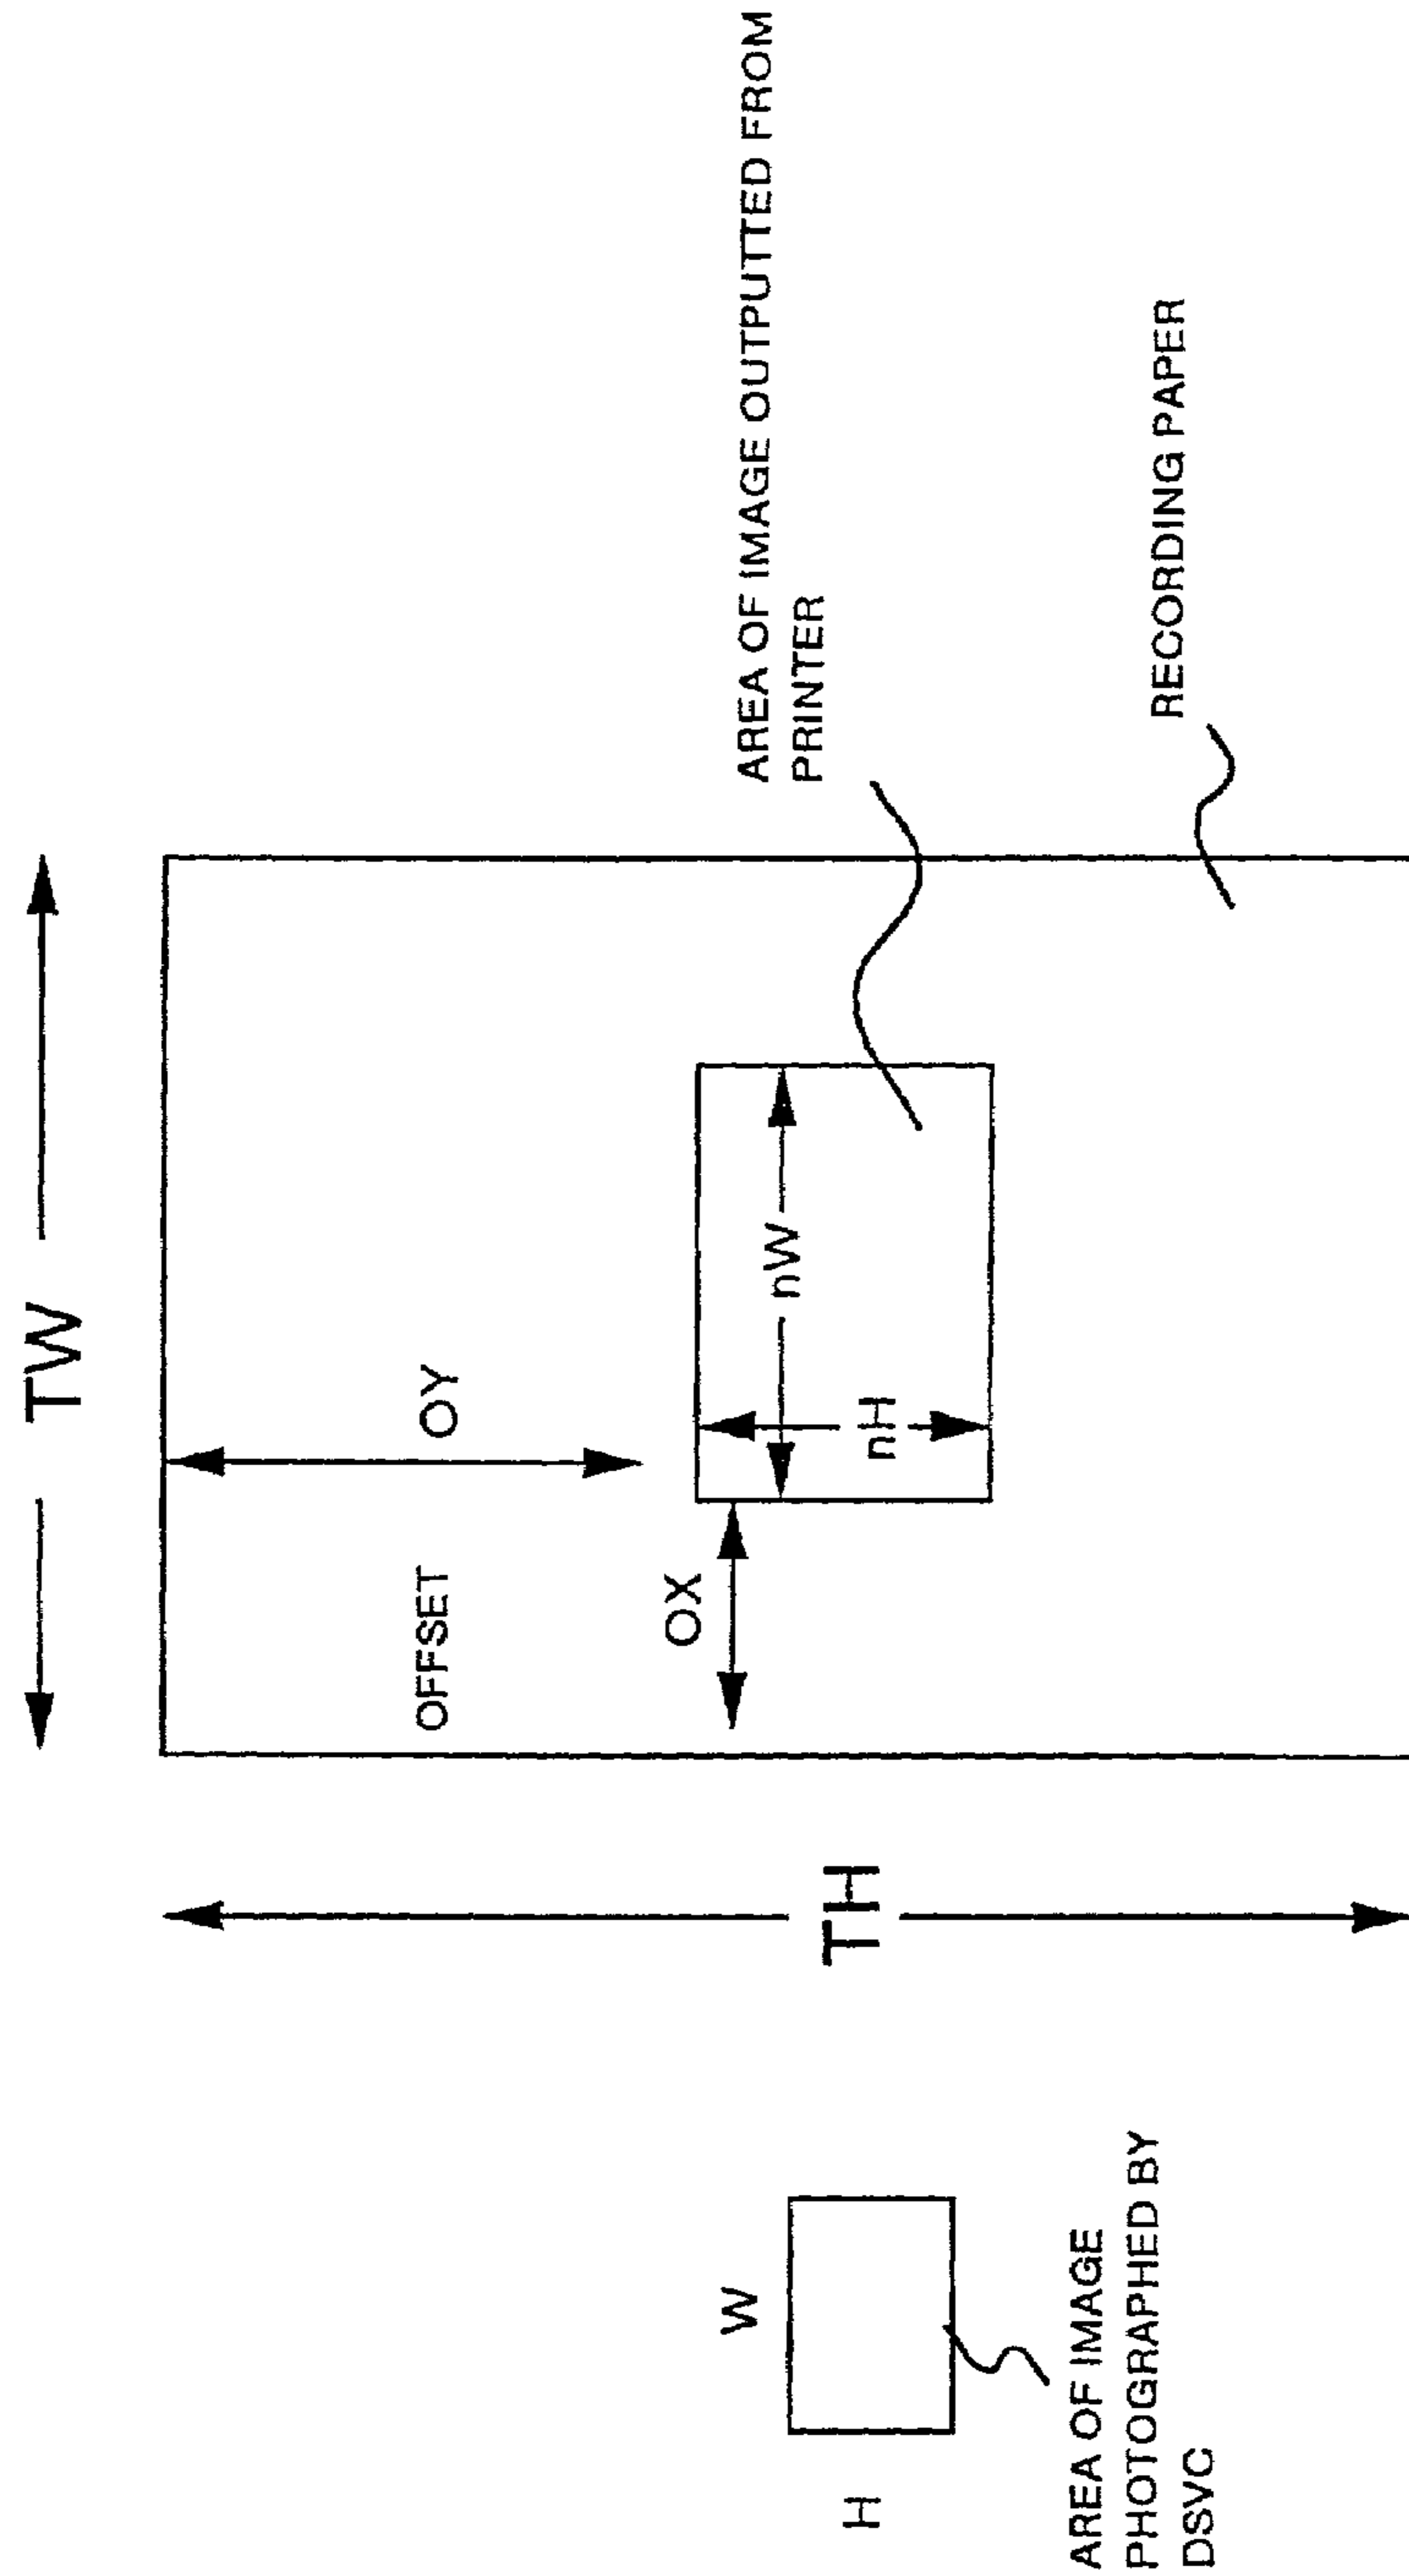 TW
OFFSET
OY
OX
nW
nH
TH
W
H
AREA OF IMAGE
PHOTOGRAPHED BY
DSVC
AREA OF IMAGE OUTPUTTED FROM
PRINTER
RECORDING PAPER